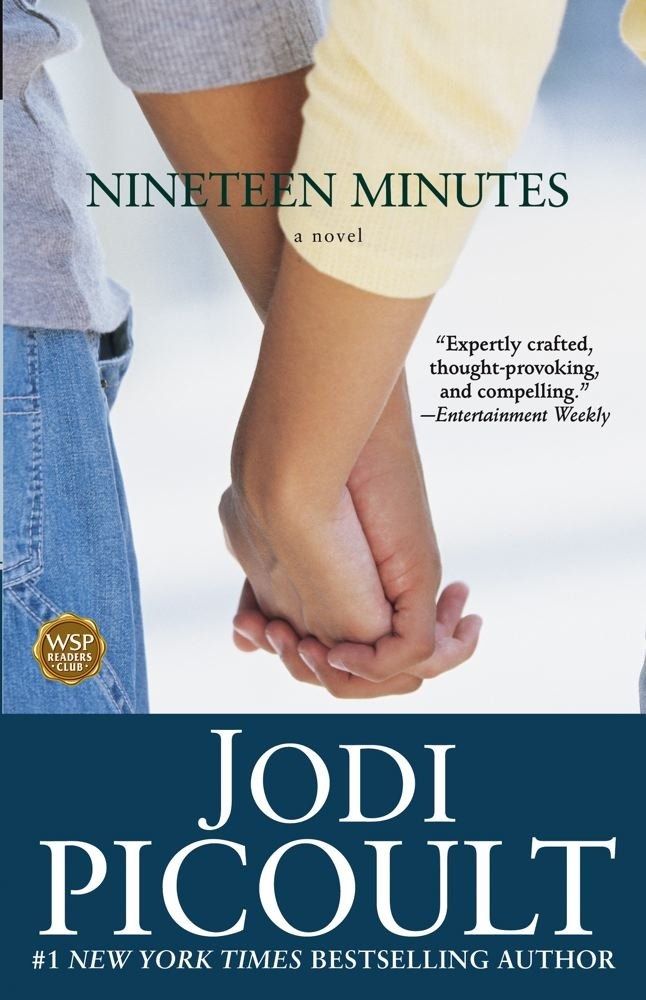 NINETEEN MINUTES
a novel
“Expertly crafted,
thought-provoking,
and compelling.”
—Entertainment Weekly
WSP
READERS
·CLUB·
JODI
PICOULT
#1 NEW YORK TIMES BESTSELLING AUTHOR